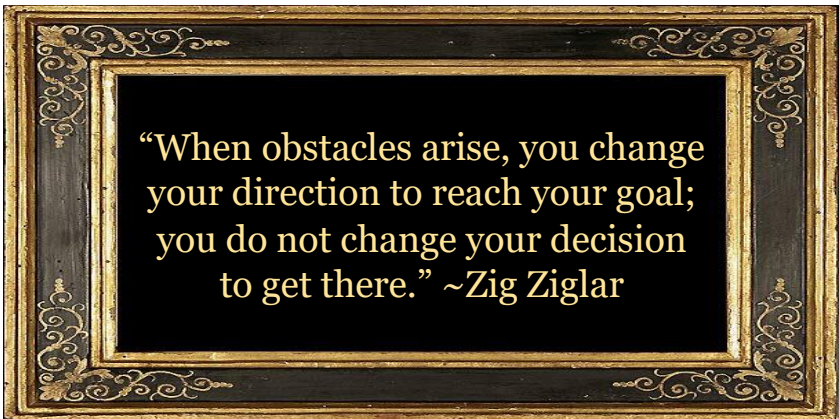 “When obstacles arise, you change
your direction to reach your goal;
you do not change your decision
to get there.” ~Zig Ziglar